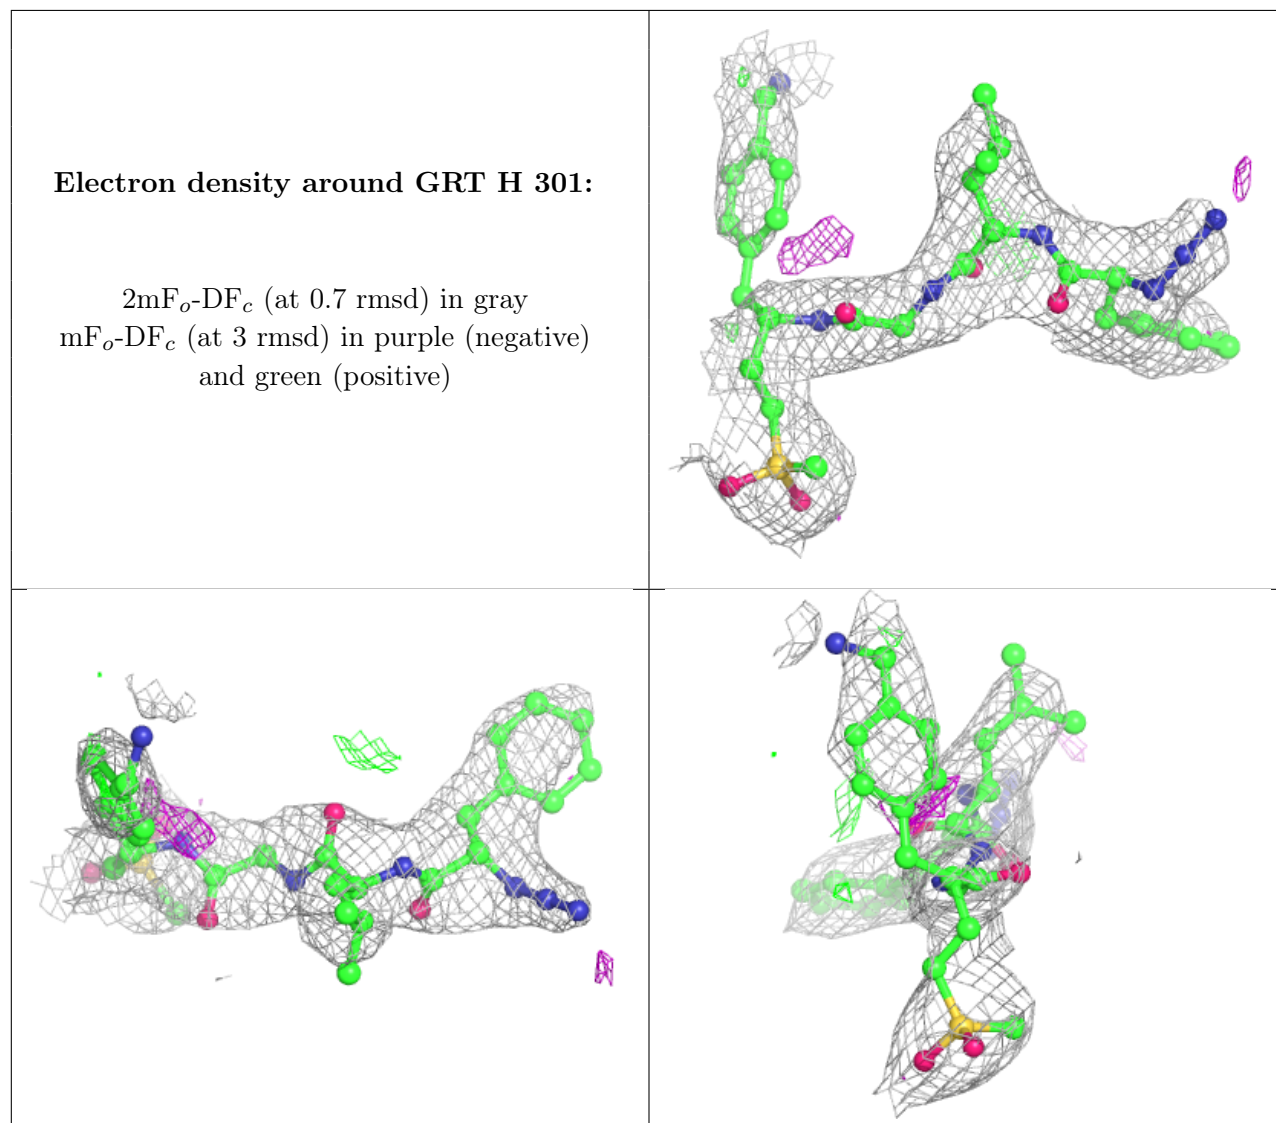 Electron density around GRT H 301:
2mFo-DFc (at 0.7 rmsd) in gray
mFo-DFc (at 3 rmsd) in purple (negative)
and green (positive)